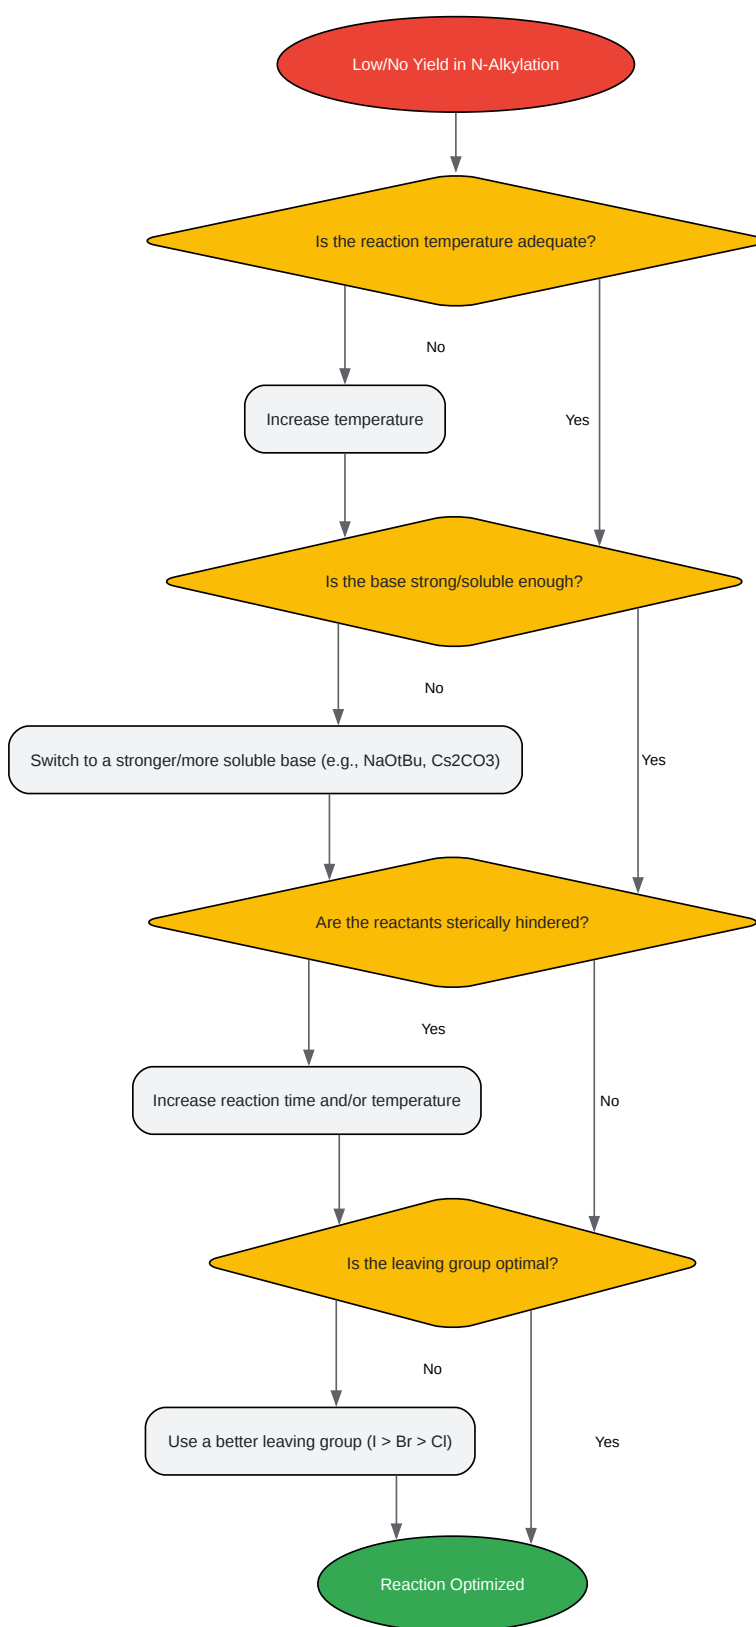 Low/No Yield in N-Alkylation
Is the reaction temperature adequate?
No
Increase temperature
Yes
Is the base strong/soluble enough?
No
Switch to a stronger/more soluble base (e.g., NaOtBu, Cs2CO3)
Yes
Are the reactants sterically hindered?
Yes
Increase reaction time and/or temperature
No
Is the leaving group optimal?
No
Use a better leaving group (I > Br > Cl)
Yes
Reaction Optimized